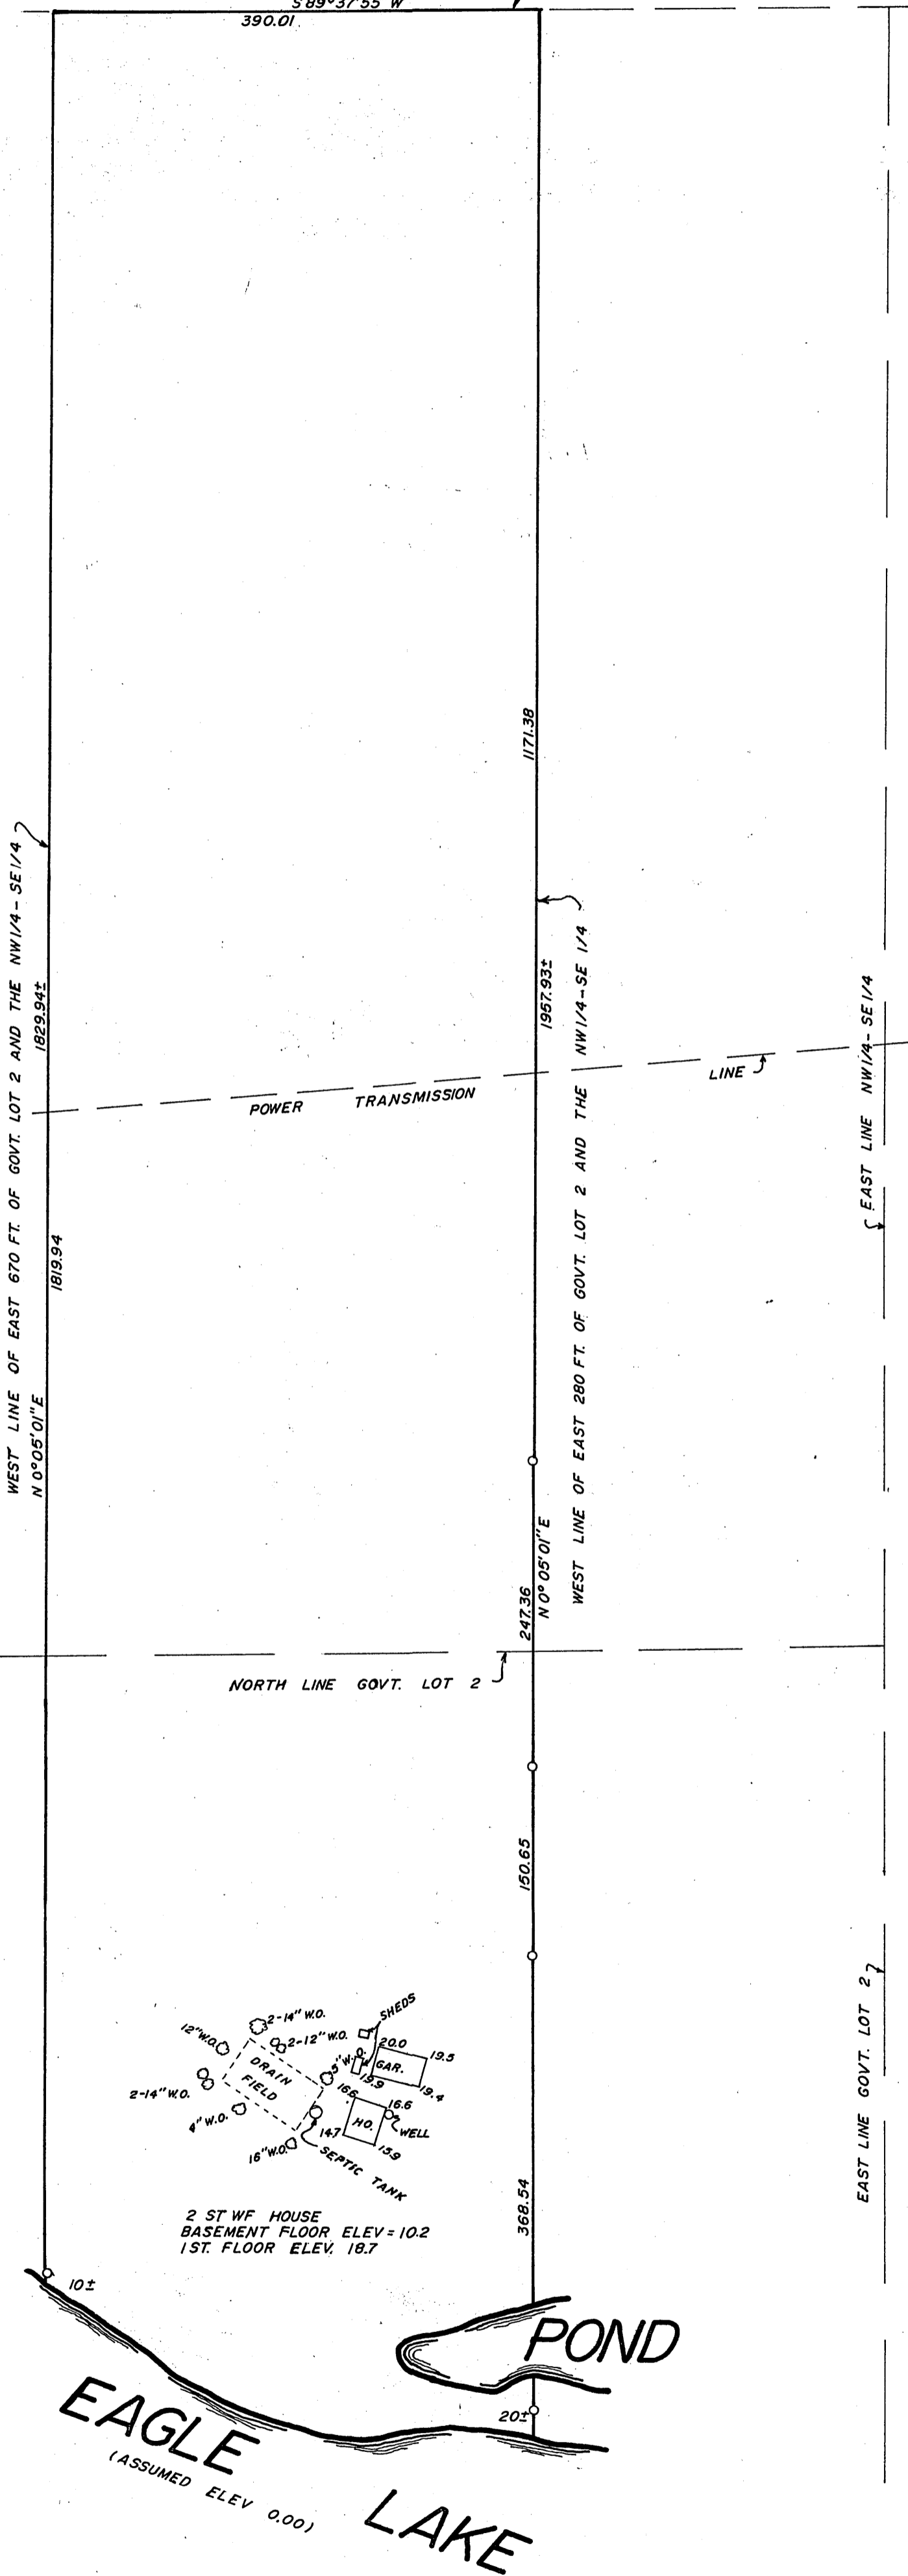 S 89°37'55" W
390.01
1171.38
WEST LINE OF EAST 670 FT. OF GOVT. LOT 2 AND THE NW1/4-SE1/4
1829.94±
1957.93±
WEST LINE OF EAST 280 FT. OF GOVT. LOT 2 AND THE NW1/4-SE 1/4
EAST LINE NW1/4-SE1/4
POWER TRANSMISSION LINE
1819.94
N 0°05'01"E
N 0° 05'01"E
247.36
NORTH LINE GOVT. LOT 2
150.65
EAST LINE GOVT. LOT 2
SHEDS
2-14" W.O.
12" W.O.
2-12" W.O.
20.0
19.5
GAR.
5" W.O.
19.9
19.4
DRAIN
FIELD
2-14" W.O.
16.6
16.6
4" W.O.
HO.
WELL
14.7
15.9
16" W.O.
SEPTIC TANK
368.54
2 ST WF HOUSE
BASEMENT FLOOR ELEV = 10.2
1 ST. FLOOR ELEV. 18.7
10±
POND
20±
EAGLE LAKE
(ASSUMED ELEV 0.00)